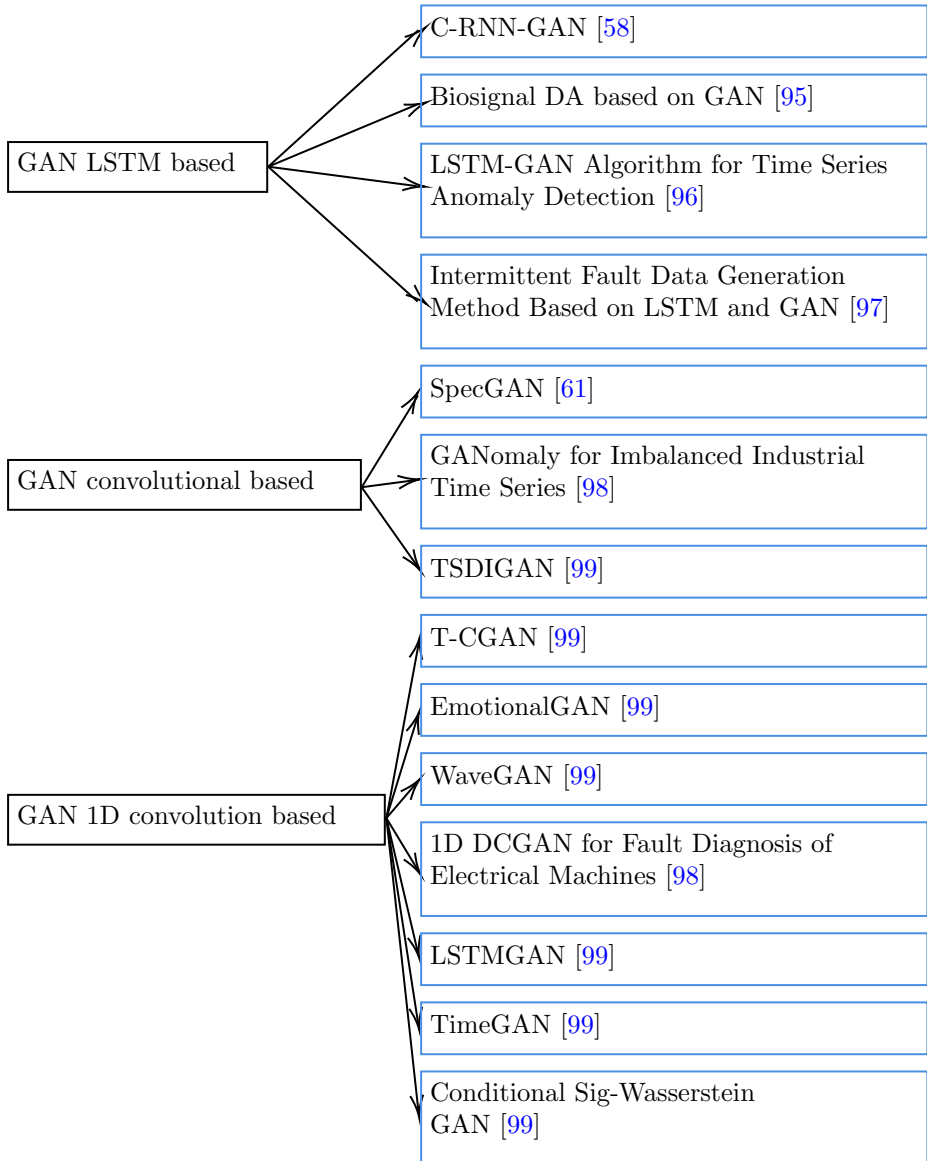 C-RNN-GAN [58]
Biosignal DA based on GAN [95]
GAN LSTM based
LSTM-GAN Algorithm for Time Series
Anomaly Detection [96]
Intermittent Fault Data Generation
Method Based on LSTM and GAN [97]
SpecGAN [61]
GAN convolutional based
GANomaly for Imbalanced Industrial
Time Series [98]
TSDIGAN [99]
T-CGAN [99]
EmotionalGAN [99]
WaveGAN [99]
GAN 1D convolution based
1D DCGAN for Fault Diagnosis of
Electrical Machines [98]
LSTMGAN [99]
TimeGAN [99]
Conditional Sig-Wasserstein
GAN [99]